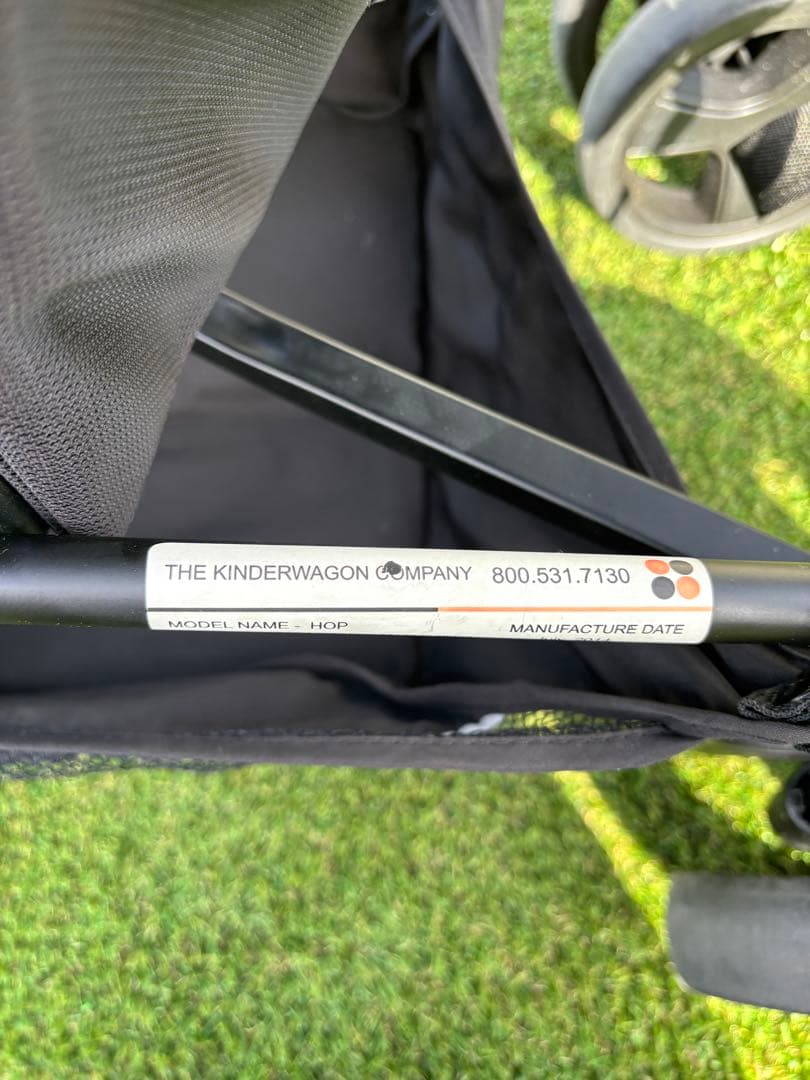 THE KINDERWAGON COMPANY 800.531.7130
MODEL NAME - HOP MANUFACTURE DATE